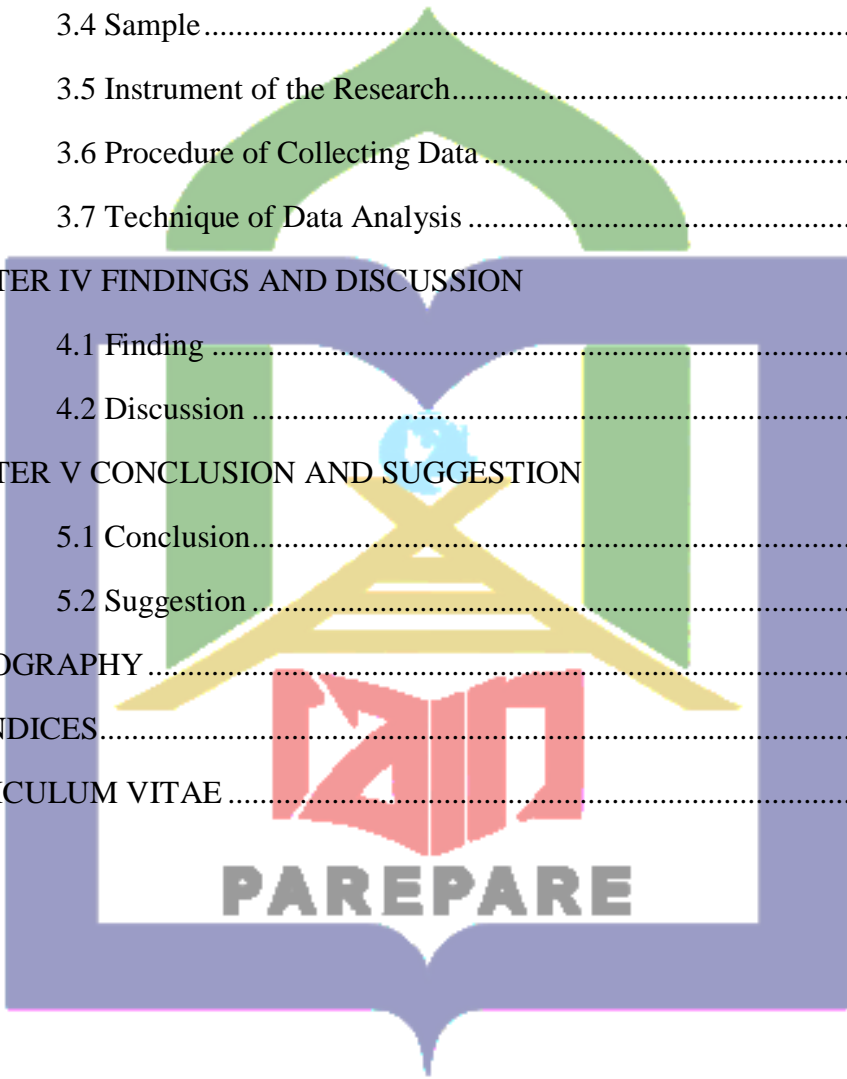 3.4 Sample................................................................................
3.5 Instrument of the Research................................................................
3.6 Procedure of Collecting Data................................................................
3.7 Technique of Data Analysis................................................................
TER IV FINDINGS AND DISCUSSION
4.1 Finding................................................................................
4.2 Discussion................................................................................
TER V CONCLUSION AND SUGGESTION
5.1 Conclusion................................................................................
5.2 Suggestion................................................................................
OGRAPHY................................................................................
NDICES................................................................................
ICULUM VITAE................................................................................
PAREPARE